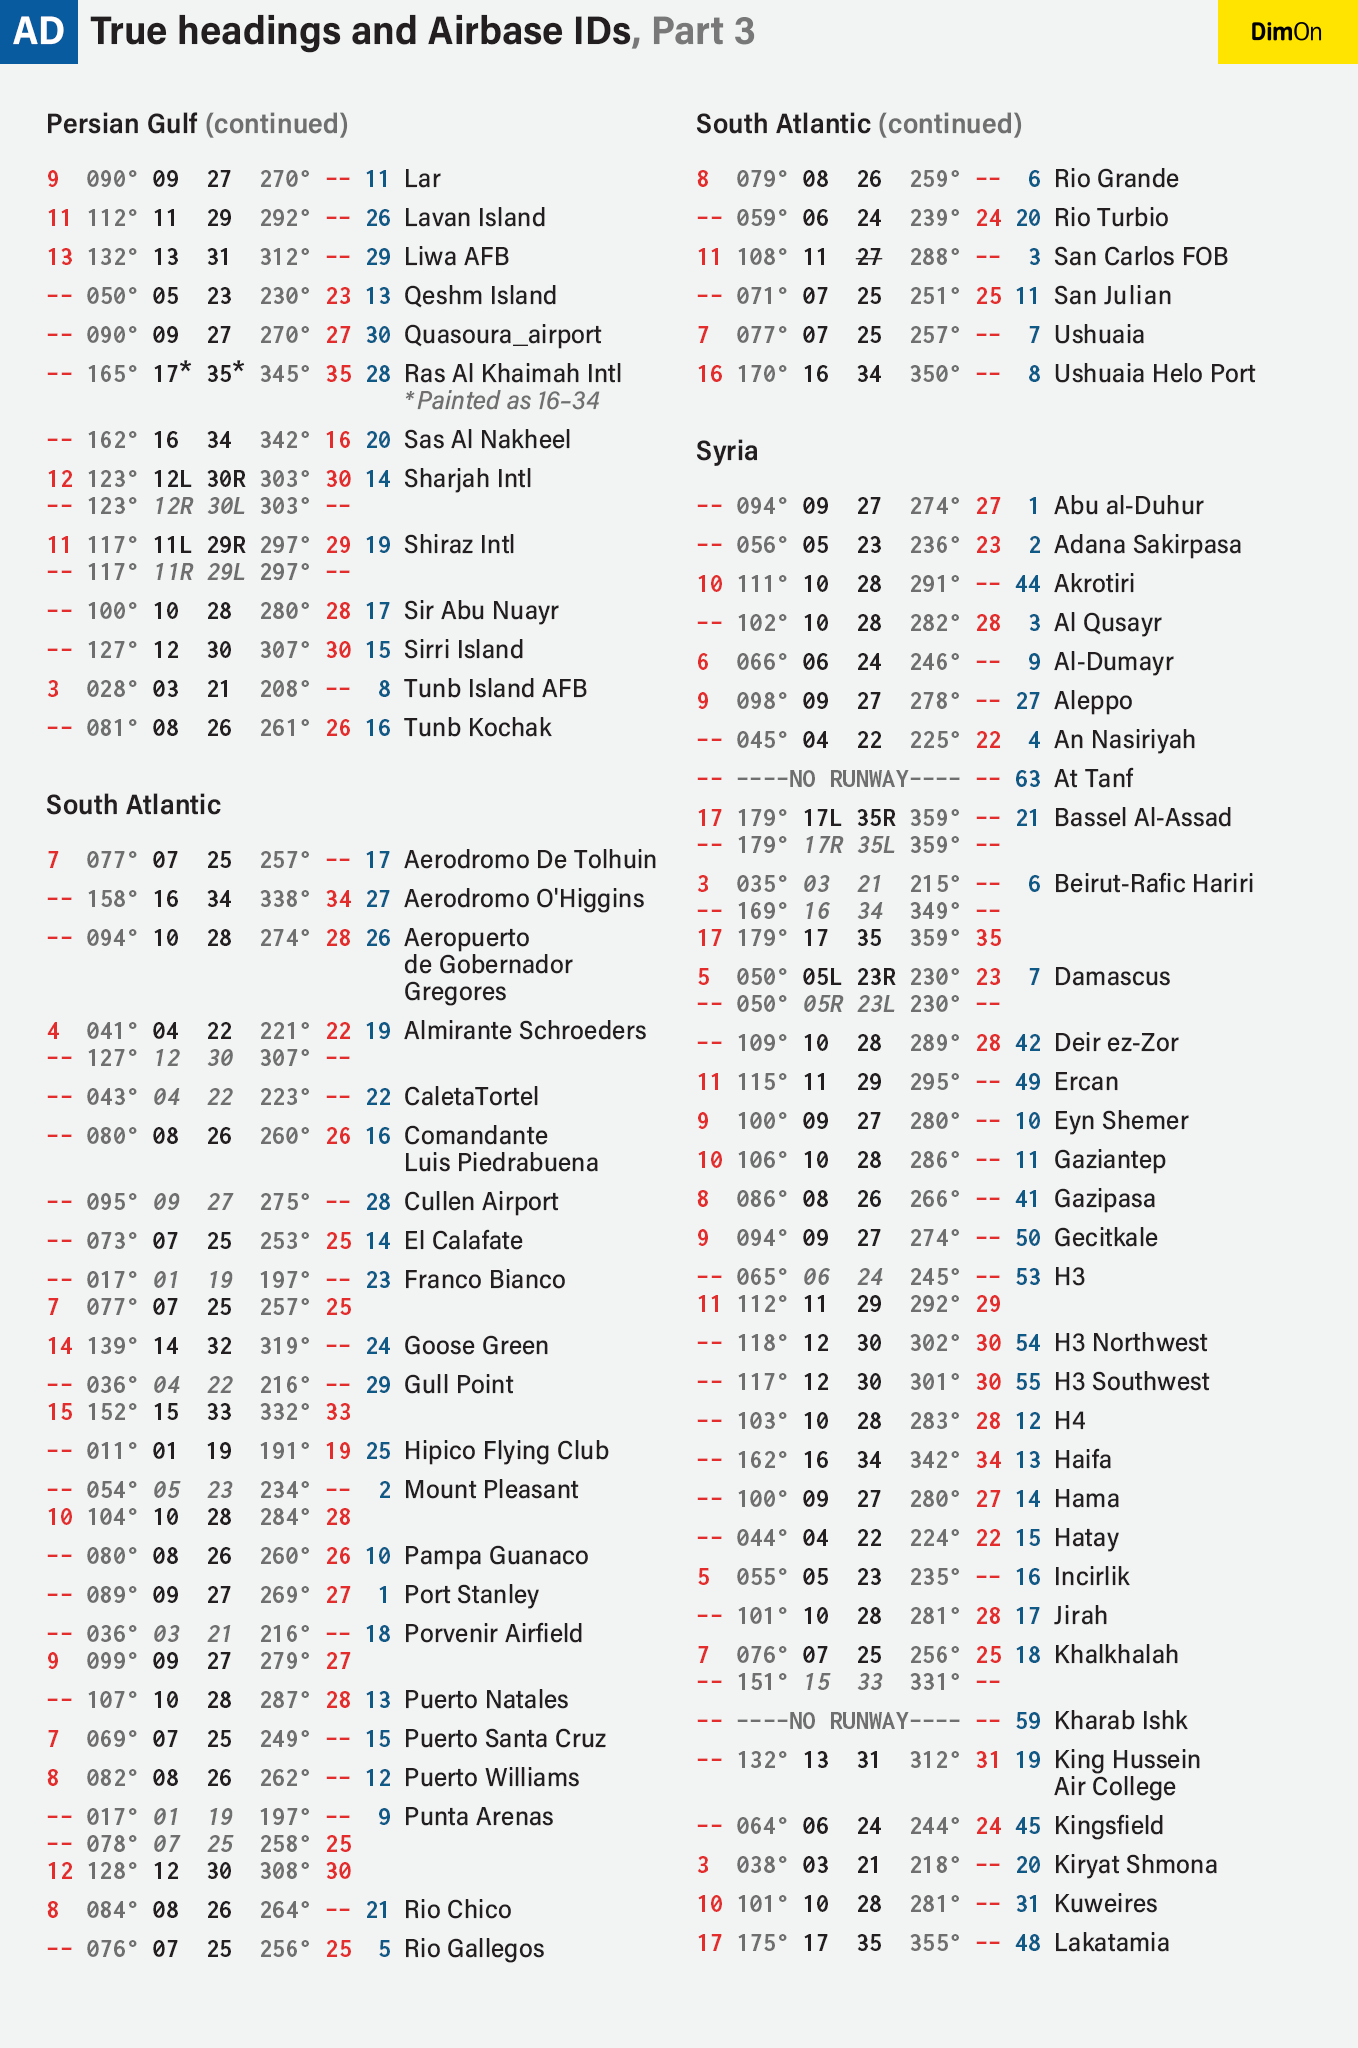 AD True headings and Airbase IDs, Part 3
DimOn
Persian Gulf (continued)
9 090° 09 27 270° -- 11 Lar
11 112° 11 29 292° -- 26 Lavan Island
13 132° 13 31 312° -- 29 Liwa AFB
-- 050° 05 23 230° 23 13 Qeshm Island
-- 090° 09 27 270° 27 30 Quasoura_airport
-- 165° 17* 35* 345° 35 28 Ras Al Khaimah Intl
*Painted as 16–34
-- 162° 16 34 342° 16 20 Sas Al Nakheel
12 123° 12L 30R 303° 30 14 Sharjah Intl
-- 123° 12R 30L 303° --
11 117° 11L 29R 297° 29 19 Shiraz Intl
-- 117° 11R 29L 297° --
-- 100° 10 28 280° 28 17 Sir Abu Nuayr
-- 127° 12 30 307° 30 15 Sirri Island
3 028° 03 21 208° -- 8 Tunb Island AFB
-- 081° 08 26 261° 26 16 Tunb Kochak
South Atlantic
7 077° 07 25 257° -- 17 Aerodromo De Tolhuin
-- 158° 16 34 338° 34 27 Aerodromo O'Higgins
-- 094° 10 28 274° 28 26 Aeropuerto
de Gobernador
Gregores
4 041° 04 22 221° 22 19 Almirante Schroeders
-- 127° 12 30 307° --
-- 043° 04 22 223° -- 22 CaletaTortel
-- 080° 08 26 260° 26 16 Comandante
Luis Piedrabuena
-- 095° 09 27 275° -- 28 Cullen Airport
-- 073° 07 25 253° 25 14 El Calafate
-- 017° 01 19 197° -- 23 Franco Bianco
7 077° 07 25 257° 25
14 139° 14 32 319° -- 24 Goose Green
-- 036° 04 22 216° -- 29 Gull Point
15 152° 15 33 332° 33
-- 011° 01 19 191° 19 25 Hipico Flying Club
-- 054° 05 23 234° -- 2 Mount Pleasant
10 104° 10 28 284° 28
-- 080° 08 26 260° 26 10 Pampa Guanaco
-- 089° 09 27 269° 27 1 Port Stanley
-- 036° 03 21 216° -- 18 Porvenir Airfield
9 099° 09 27 279° 27
-- 107° 10 28 287° 28 13 Puerto Natales
7 069° 07 25 249° -- 15 Puerto Santa Cruz
8 082° 08 26 262° -- 12 Puerto Williams
-- 017° 01 19 197° -- 9 Punta Arenas
-- 078° 07 25 258° 25
12 128° 12 30 308° 30
8 084° 08 26 264° -- 21 Rio Chico
-- 076° 07 25 256° 25 5 Rio Gallegos
South Atlantic (continued)
8 079° 08 26 259° -- 6 Rio Grande
-- 059° 06 24 239° 24 20 Rio Turbio
11 108° 11 27 288° -- 3 San Carlos FOB
-- 071° 07 25 251° 25 11 San Julian
7 077° 07 25 257° -- 7 Ushuaia
16 170° 16 34 350° -- 8 Ushuaia Helo Port
Syria
-- 094° 09 27 274° 27 1 Abu al-Duhur
-- 056° 05 23 236° 23 2 Adana Sakirpasa
10 111° 10 28 291° -- 44 Akrotiri
-- 102° 10 28 282° 28 3 Al Qusayr
6 066° 06 24 246° -- 9 Al-Dumayr
9 098° 09 27 278° -- 27 Aleppo
-- 045° 04 22 225° 22 4 An Nasiriyah
-- ----NO RUNWAY---- -- 63 At Tanf
17 179° 17L 35R 359° -- 21 Bassel Al-Assad
-- 179° 17R 35L 359° --
3 035° 03 21 215° -- 6 Beirut-Rafic Hariri
-- 169° 16 34 349° --
17 179° 17 35 359° 35
5 050° 05L 23R 230° 23 7 Damascus
-- 050° 05R 23L 230° --
-- 109° 10 28 289° 28 42 Deir ez-Zor
11 115° 11 29 295° -- 49 Ercan
9 100° 09 27 280° -- 10 Eyn Shemer
10 106° 10 28 286° -- 11 Gaziantep
8 086° 08 26 266° -- 41 Gazipasa
9 094° 09 27 274° -- 50 Gecitkale
-- 065° 06 24 245° -- 53 H3
11 112° 11 29 292° 29
-- 118° 12 30 302° 30 54 H3 Northwest
-- 117° 12 30 301° 30 55 H3 Southwest
-- 103° 10 28 283° 28 12 H4
-- 162° 16 34 342° 34 13 Haifa
-- 100° 09 27 280° 27 14 Hama
-- 044° 04 22 224° 22 15 Hatay
5 055° 05 23 235° -- 16 Incirlik
-- 101° 10 28 281° 28 17 Jirah
7 076° 07 25 256° 25 18 Khalkhalah
-- 151° 15 33 331° --
-- ----NO RUNWAY---- -- 59 Kharab Ishk
-- 132° 13 31 312° 31 19 King Hussein
Air College
-- 064° 06 24 244° 24 45 Kingsfield
3 038° 03 21 218° -- 20 Kiryat Shmona
10 101° 10 28 281° -- 31 Kuweires
17 175° 17 35 355° -- 48 Lakatamia